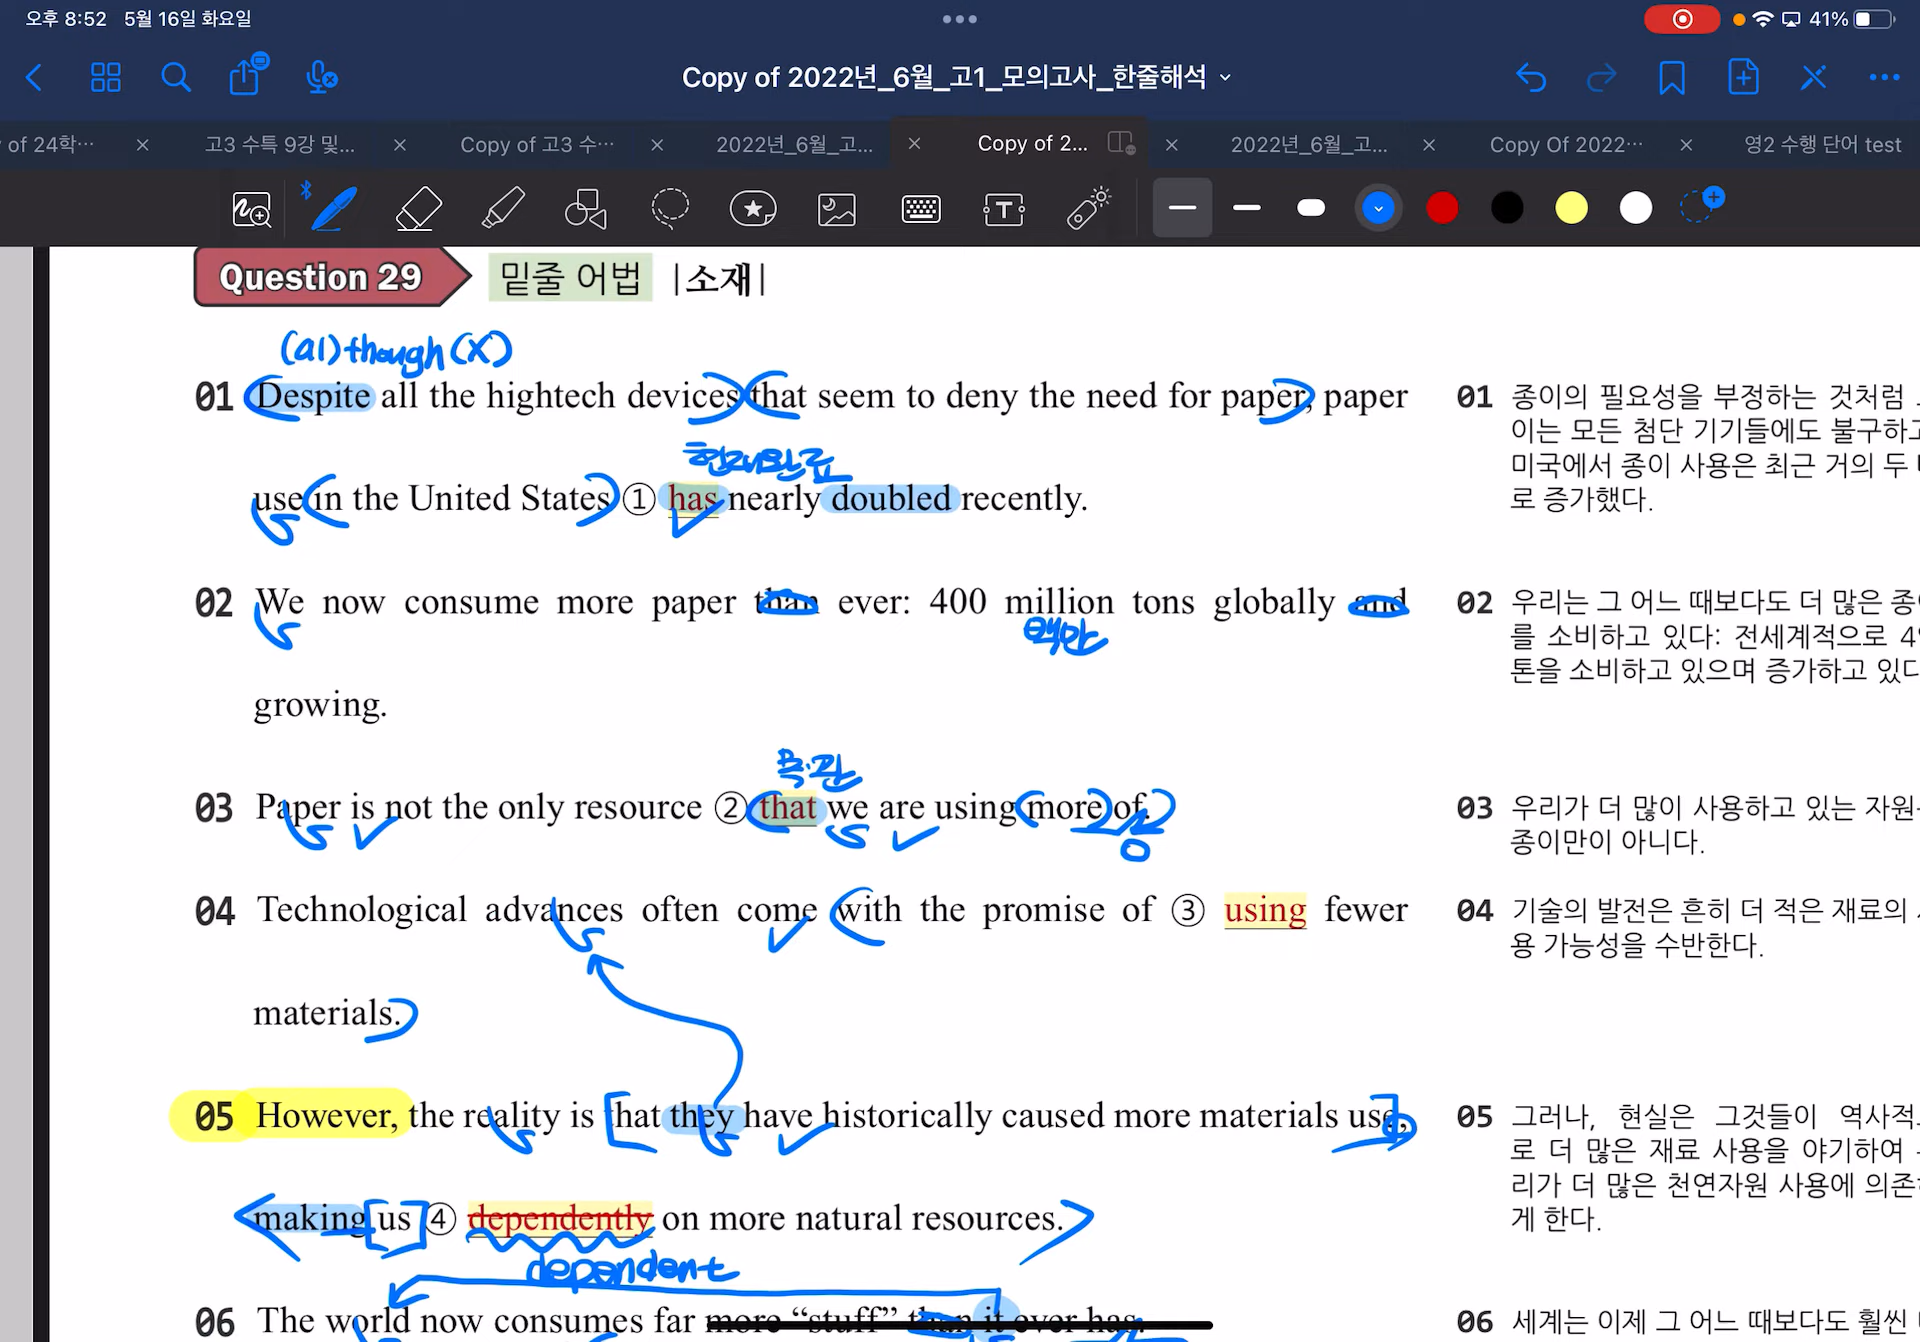 오후 8:52 5월 16일 화요일
41%
Copy of 2022년_6월_고1_모의고사_한줄해석
of 24학…
고3 수특 9강 및...
Copy of 고3 수…
2022년_6월_고...
Copy of 2...
2022년_6월_고...
Copy Of 2022…
영2 수행 단어 test
Question 29 밑줄 어법 |소재|
(al)though(X)
01 Despite all the hightech devices that seem to deny the need for paper, paper
현재완료
use in the United States ① has nearly doubled recently.
02 We now consume more paper than ever: 400 million tons globally and
백만
growing.
목.관
03 Paper is not the only resource ② that we are using more of.
04 Technological advances often come with the promise of ③ using fewer
materials.
05 However, the reality is that they have historically caused more materials use,
making us ④ dependently on more natural resources.
dependent
06 The world now consumes far more “stuff” than it ever has.
01 종이의 필요성을 부정하는 것처럼
이는 모든 첨단 기기들에도 불구하고
미국에서 종이 사용은 최근 거의 두
로 증가했다.
02 우리는 그 어느 때보다도 더 많은
를 소비하고 있다: 전세계적으로
톤을 소비하고 있으며 증가하고 있다
03 우리가 더 많이 사용하고 있는
종이만이 아니다.
04 기술의 발전은 흔히 더 적은 재료의
용 가능성을 수반한다.
05 그러나, 현실은 그것들이 역사적
로 더 많은 재료 사용을 야기하여
리가 더 많은 천연자원 사용에 의존
게 한다.
06 세계는 이제 그 어느 때보다도 훨씬